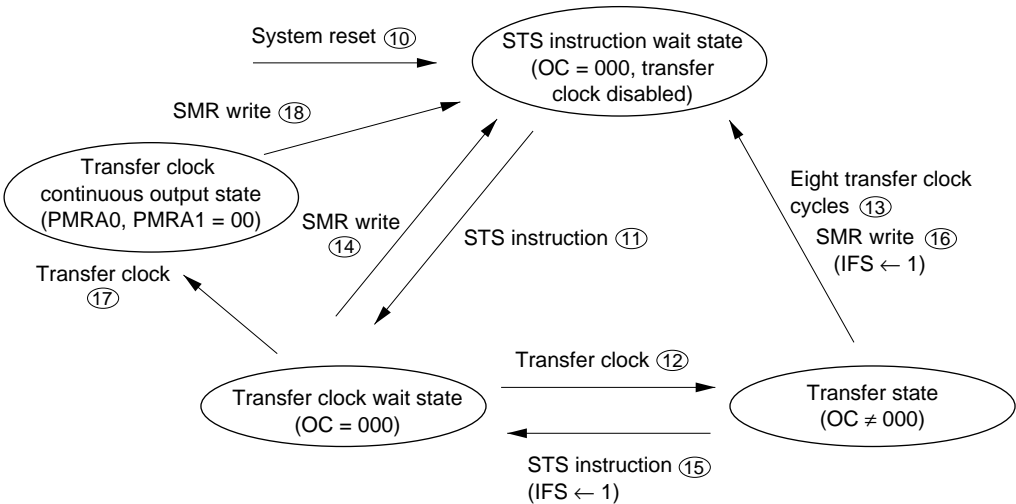 System reset ⑩
STS instruction wait state
(OC = 000, transfer
clock disabled)
SMR write ⑱
Transfer clock
continuous output state
(PMRA0, PMRA1 = 00)
SMR write
⑭
STS instruction ⑪
Eight transfer clock
cycles ⑬
SMR write ⑯
(IFS ← 1)
Transfer clock
⑰
Transfer clock wait state
(OC = 000)
Transfer clock ⑫
Transfer state
(OC ≠ 000)
STS instruction ⑮
(IFS ← 1)